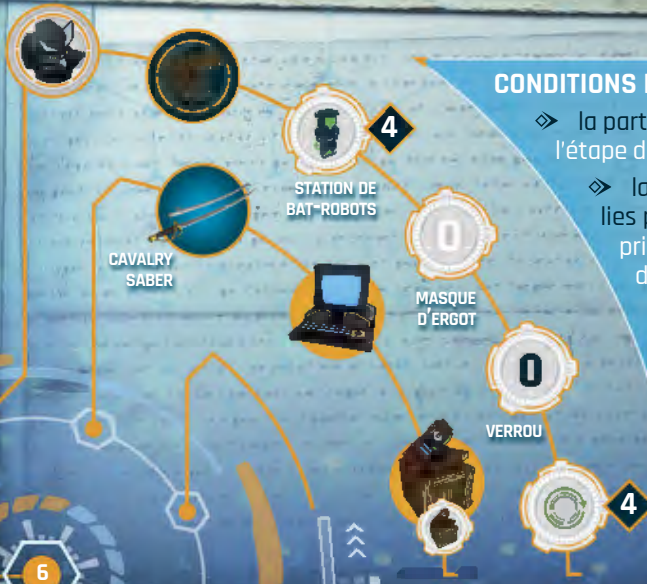 CONDITIONS
la part
l'étape d
la
lies p
pri
d
4
STATION DE
BAT-ROBOTS
CAVALRY
SABER
0
MASQUE
D'ERGOT
0
VERROU
4
6